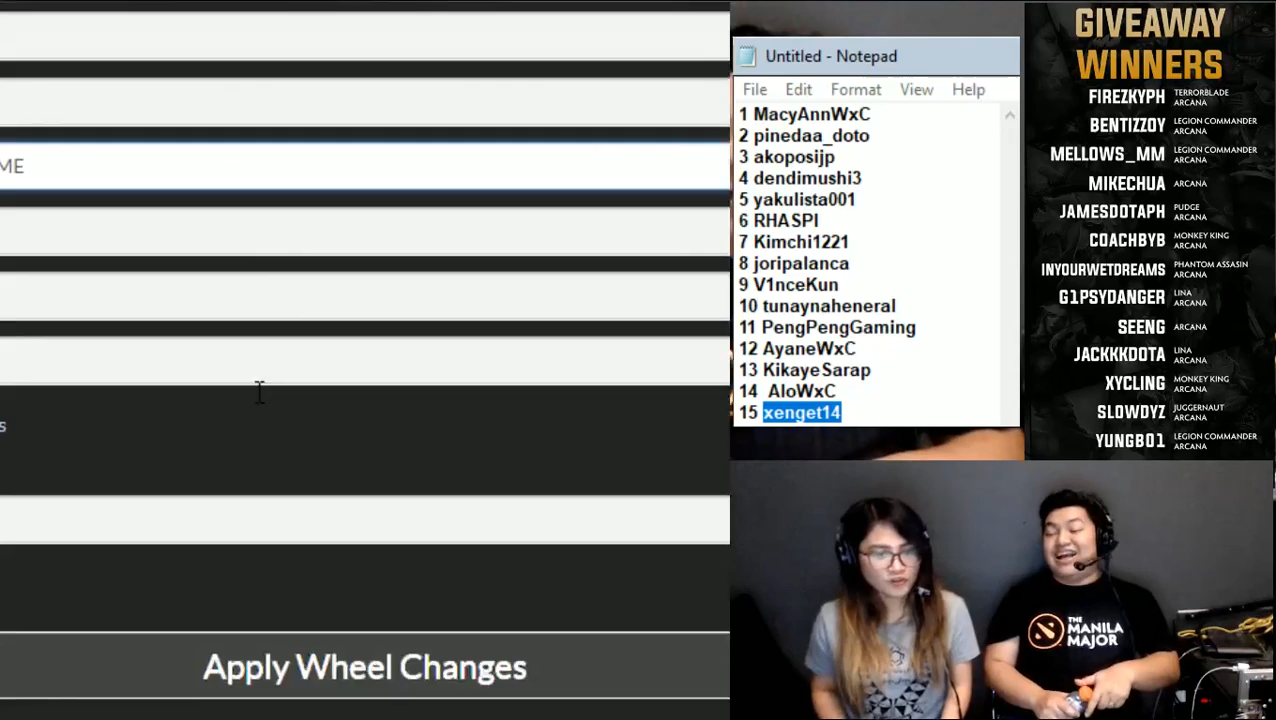 ME
s
Apply Wheel Changes
Untitled - Notepad
File Edit Format View Help
1 MacyAnnWxC
2 pinedaa_doto
3 akoposijp
4 dendimushi3
5 yakulista001
6 RHASPI
7 Kimchi1221
8 joripalanca
9 V1nceKun
10 tunaynaheneral
11 PengPengGaming
12 AyaneWxC
13 KikayeSarap
14 AloWxC
15 xenget14
GIVEAWAY
WINNERS
FIREZKYPH TERRORBLADE ARCANA
BENTIZZOY LEGION COMMANDER ARCANA
MELLOWS_MM LEGION COMMANDER ARCANA
MIKECHUA ARCANA
JAMESDOTAPH PUDGE ARCANA
COACHBYB MONKEY KING ARCANA
INYOURWETDREAMS PHANTOM ASSASIN ARCANA
G1PSYDANGER LINA ARCANA
SEENG ARCANA
JACKKKDOTA LINA ARCANA
XYCLING MONKEY KING ARCANA
SLOWDYZ JUGGERNAUT ARCANA
YUNGB01 LEGION COMMANDER ARCANA
THE
MANILA
MAJOR